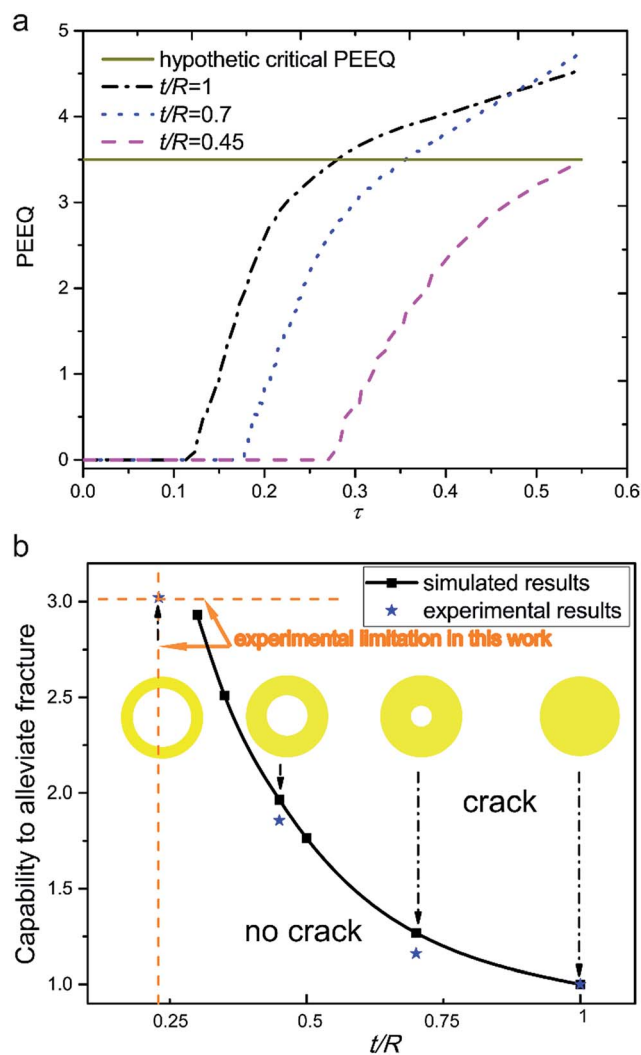 a
5
hypothetic critical PEEQ
t/R=1
4
t/R=0.7
t/R=0.45
3
PEEQ
2
1
0
0.0 0.1 0.2 0.3 0.4 0.5 0.6
τ
b
simulated results
experimental results
3.0
experimental limitation in this work
2.5
Capability to alleviate fracture
2.0
crack
1.5
no crack
1.0
0.25 0.5 0.75 1
t/R